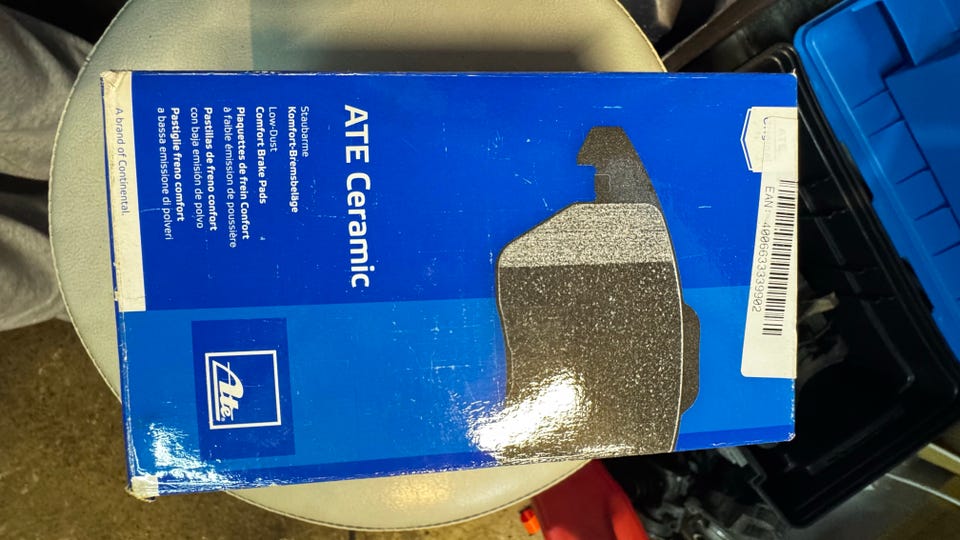 ATE Ceramic
Staubarme
Komfort-Bremsbeläge
Low-Dust
Comfort Brake Pads
Plaquettes de frein Confort
à faible émission de poussière
Pastillas de freno confort
con baja emisión de polvo
Pastiglie freno comfort
a bassa emissione di polveri
A brand of Continental.
Ate
EAN: 4006633339902